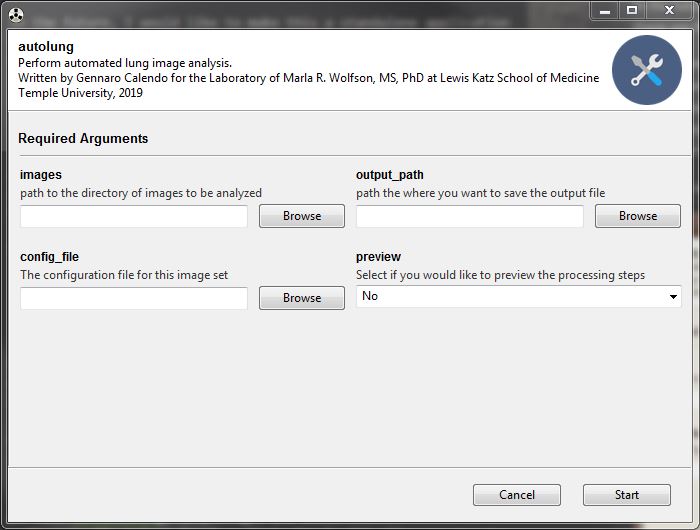 autolung
Perform automated lung image analysis.
Written by Gennaro Calendo for the Laboratory of Marla R. Wolfson, MS, PhD at Lewis Katz School of Medicine
Temple University, 2019
Required Arguments
images
path to the directory of images to be analyzed
Browse
output_path
path the where you want to save the output file
Browse
config_file
The configuration file for this image set
Browse
preview
Select if you would like to preview the processing steps
No
Cancel
Start